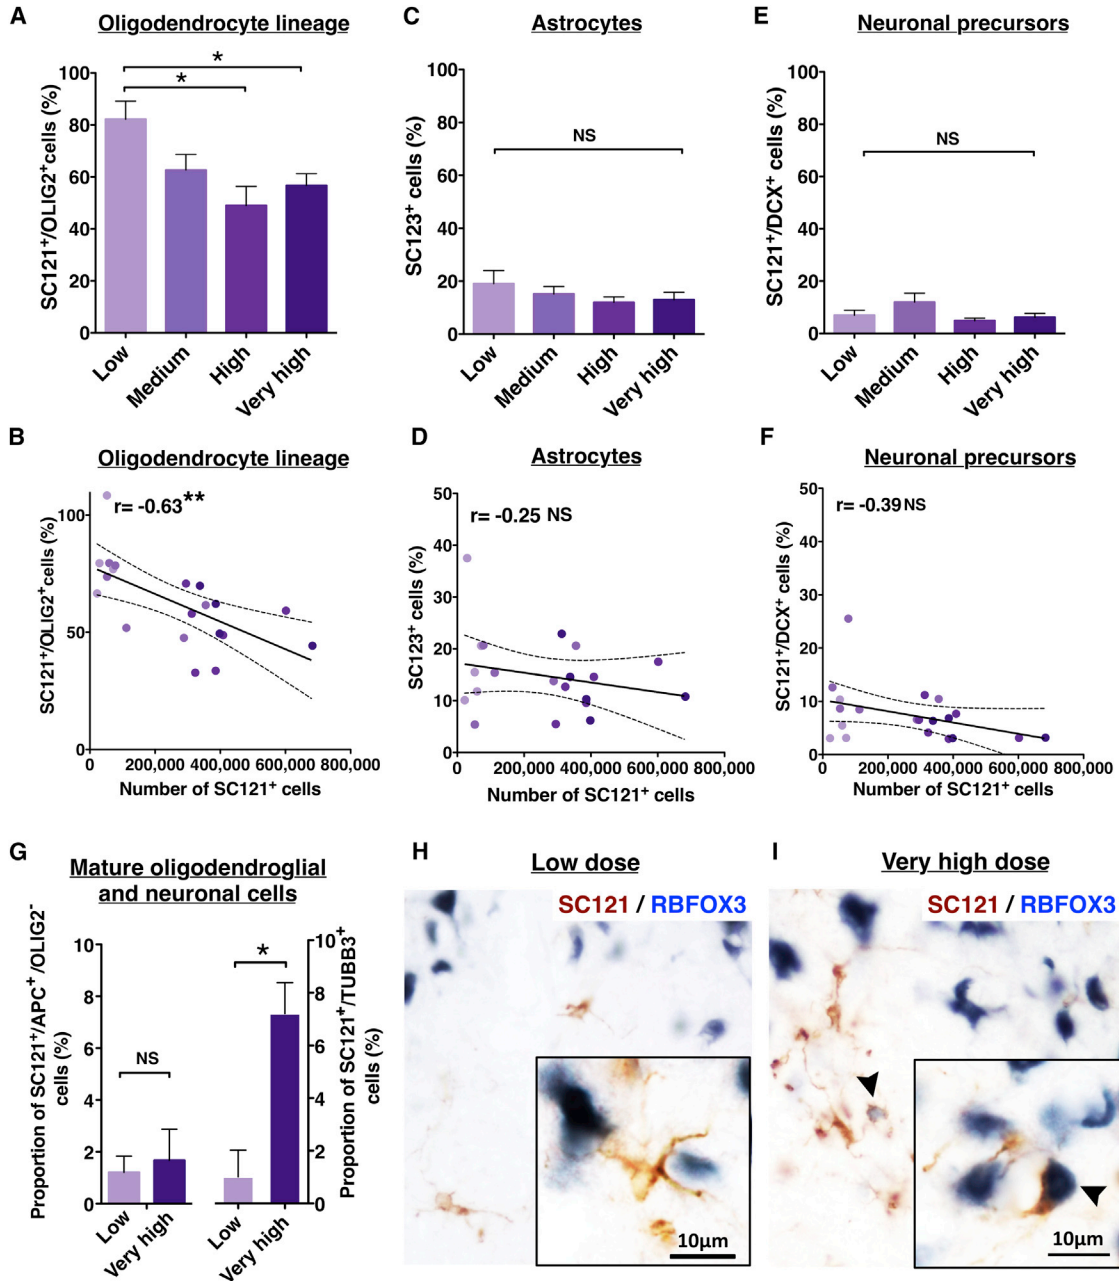 A
Oligodendrocyte lineage
SC121⁺/OLIG2⁺cells (%)
100
80
60
40
20
0
*
*
Low
Medium
High
Very high
C
Astrocytes
SC123⁺ cells (%)
100
80
60
40
20
0
NS
Low
Medium
High
Very high
E
Neuronal precursors
SC121⁺/DCX⁺ cells (%)
100
80
60
40
20
0
NS
Low
Medium
High
Very high
B
Oligodendrocyte lineage
r= -0.63**
SC121⁺/OLIG2⁺cells (%)
100
50
0
0
200,000
400,000
600,000
800,000
Number of SC121⁺ cells
D
Astrocytes
r= -0.25 NS
SC123⁺ cells (%)
50
40
30
20
10
0
0
200,000
400,000
600,000
800,000
Number of SC121⁺ cells
F
Neuronal precursors
r= -0.39 NS
SC121⁺/DCX⁺ cells (%)
50
40
30
20
10
0
0
200,000
400,000
600,000
800,000
Number of SC121⁺ cells
G
Mature oligodendroglial
and neuronal cells
Proportion of SC121⁺/APC⁺ /OLIG2⁻
cells (%)
10
8
6
4
2
0
NS
Low
Very high
*
Low
Very high
10
8
6
4
2
0
Proportion of SC121⁺/TUBB3⁺
cells (%)
H
Low dose
SC121 / RBFOX3
10µm
I
Very high dose
SC121 / RBFOX3
10µm